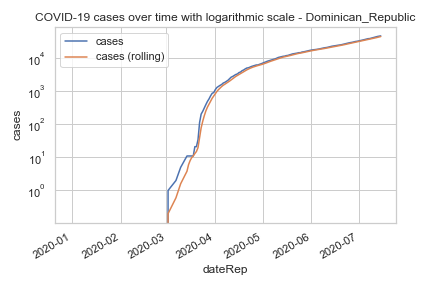 COVID-19 cases over time with logarithmic scale - Dominican_Republic
cases
cases (rolling)
10^4
10^3
10^2
10^1
10^0
cases
2020-01
2020-02
2020-03
2020-04
2020-05
2020-06
2020-07
dateRep